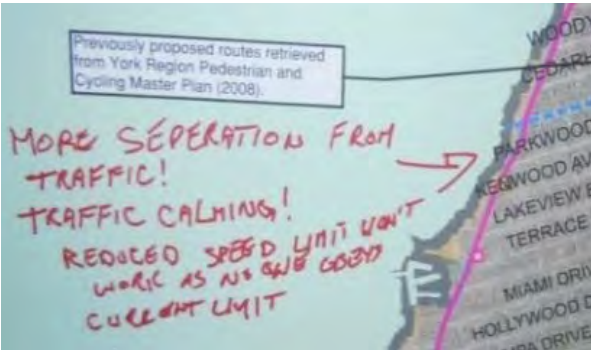 Previously proposed routes retrieved
from York Region Pedestrian and
Cycling Master Plan (2008).
MORE SEPERATION FROM
TRAFFIC!
TRAFFIC CALMING!
REDUCED SPEED LIMIT WON'T
WORK AS NO ONE OBEYS
CURRENT LIMIT
WOODY
CEDARH
PARKWOOD
KENWOOD AV
LAKEVIEW B
TERRACE
MIAMI DRIV
HOLLYWOOD D
DRIVE